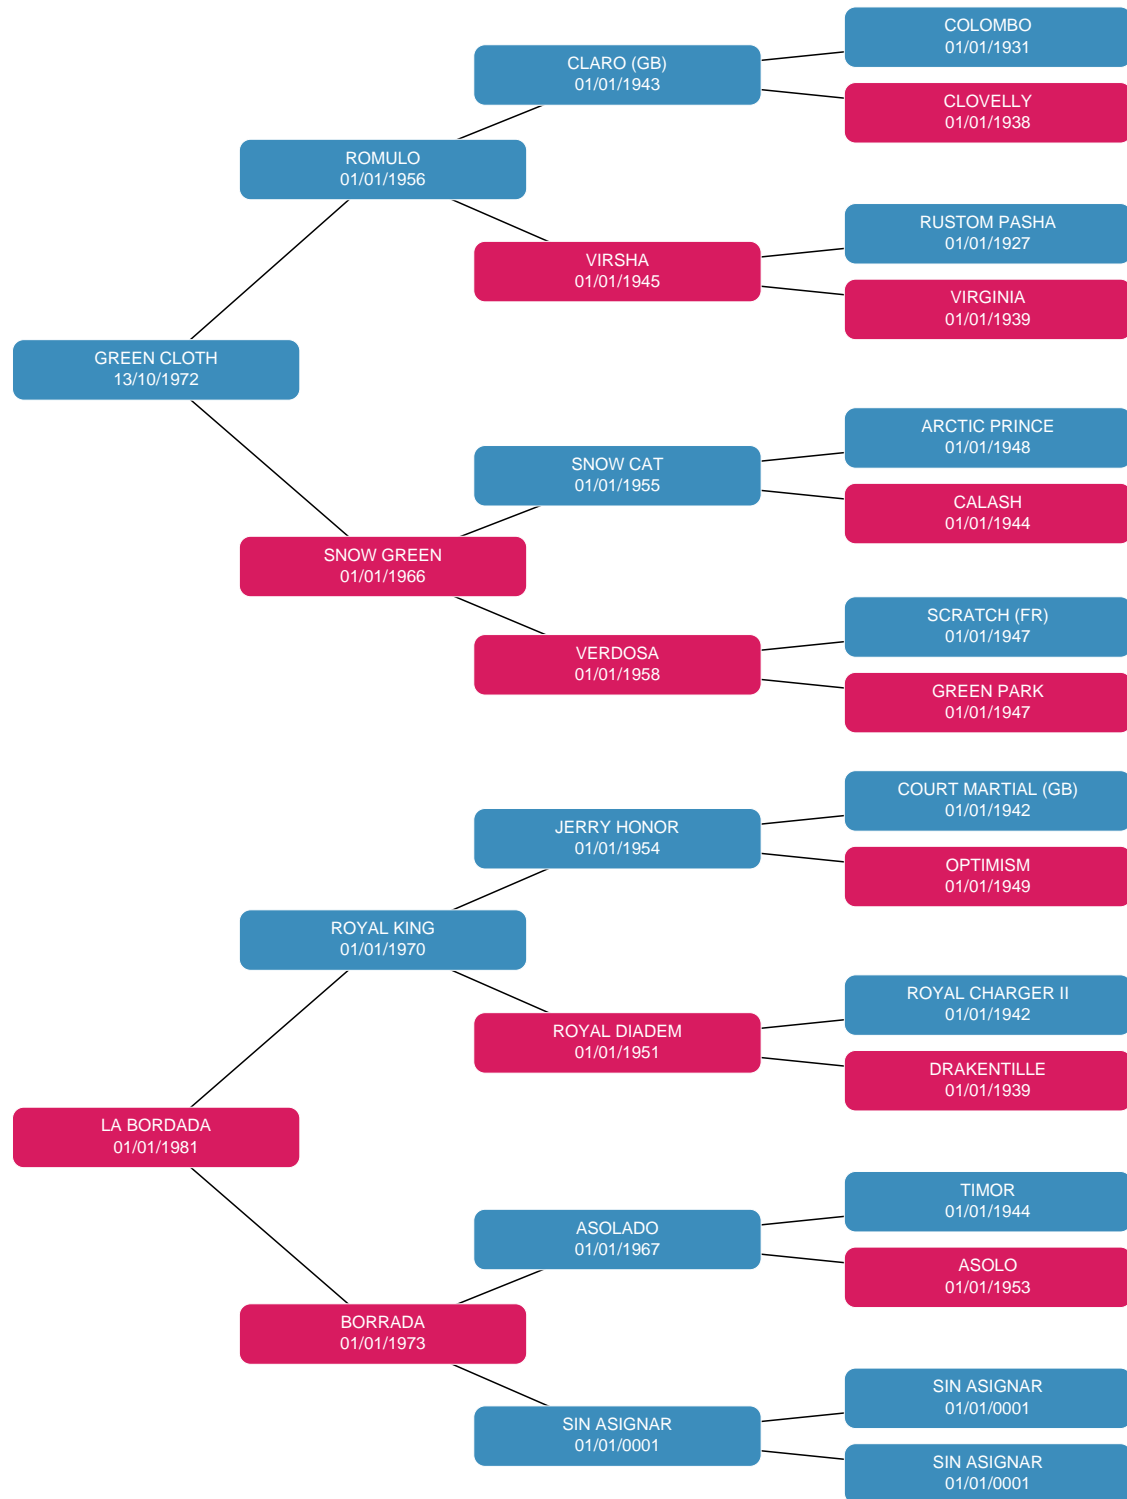 COLOMBO
01/01/1931
CLARO (GB)
01/01/1943
CLOVELLY
01/01/1938
ROMULO
01/01/1956
RUSTOM PASHA
01/01/1927
VIRSHA
01/01/1945
VIRGINIA
01/01/1939
GREEN CLOTH
13/10/1972
ARCTIC PRINCE
01/01/1948
SNOW CAT
01/01/1955
CALASH
01/01/1944
SNOW GREEN
01/01/1966
SCRATCH (FR)
01/01/1947
VERDOSA
01/01/1958
GREEN PARK
01/01/1947
COURT MARTIAL (GB)
01/01/1942
JERRY HONOR
01/01/1954
OPTIMISM
01/01/1949
ROYAL KING
01/01/1970
ROYAL CHARGER II
01/01/1942
ROYAL DIADEM
01/01/1951
DRAKENTILLE
01/01/1939
LA BORDADA
01/01/1981
TIMOR
01/01/1944
ASOLADO
01/01/1967
ASOLO
01/01/1953
BORRADA
01/01/1973
SIN ASIGNAR
01/01/0001
SIN ASIGNAR
01/01/0001
SIN ASIGNAR
01/01/0001